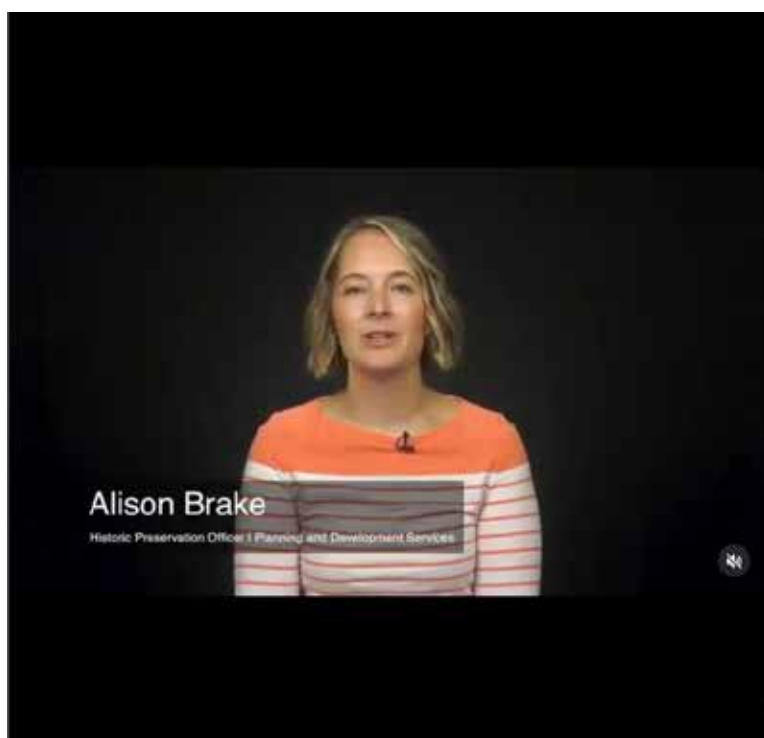 Alison Brake
Historic Preservation Officer | Planning and Development Services